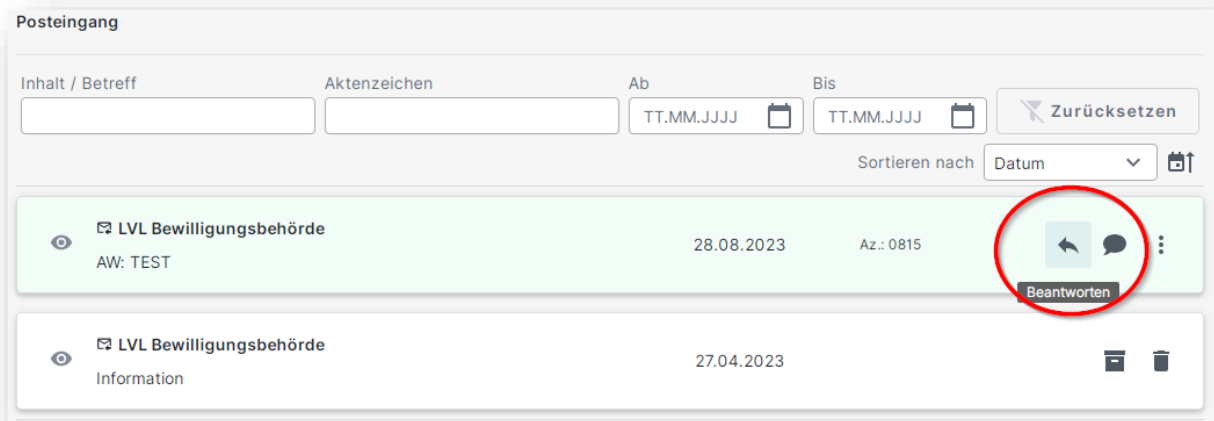 Posteingang
Inhalt / Betreff Aktenzeichen Ab Bis
TT.MM.JJJJ TT.MM.JJJJ Zurücksetzen
Sortieren nach Datum
LVL Bewilligungsbehörde
28.08.2023 Az.: 0815
AW: TEST
Beantworten
LVL Bewilligungsbehörde
27.04.2023
Information